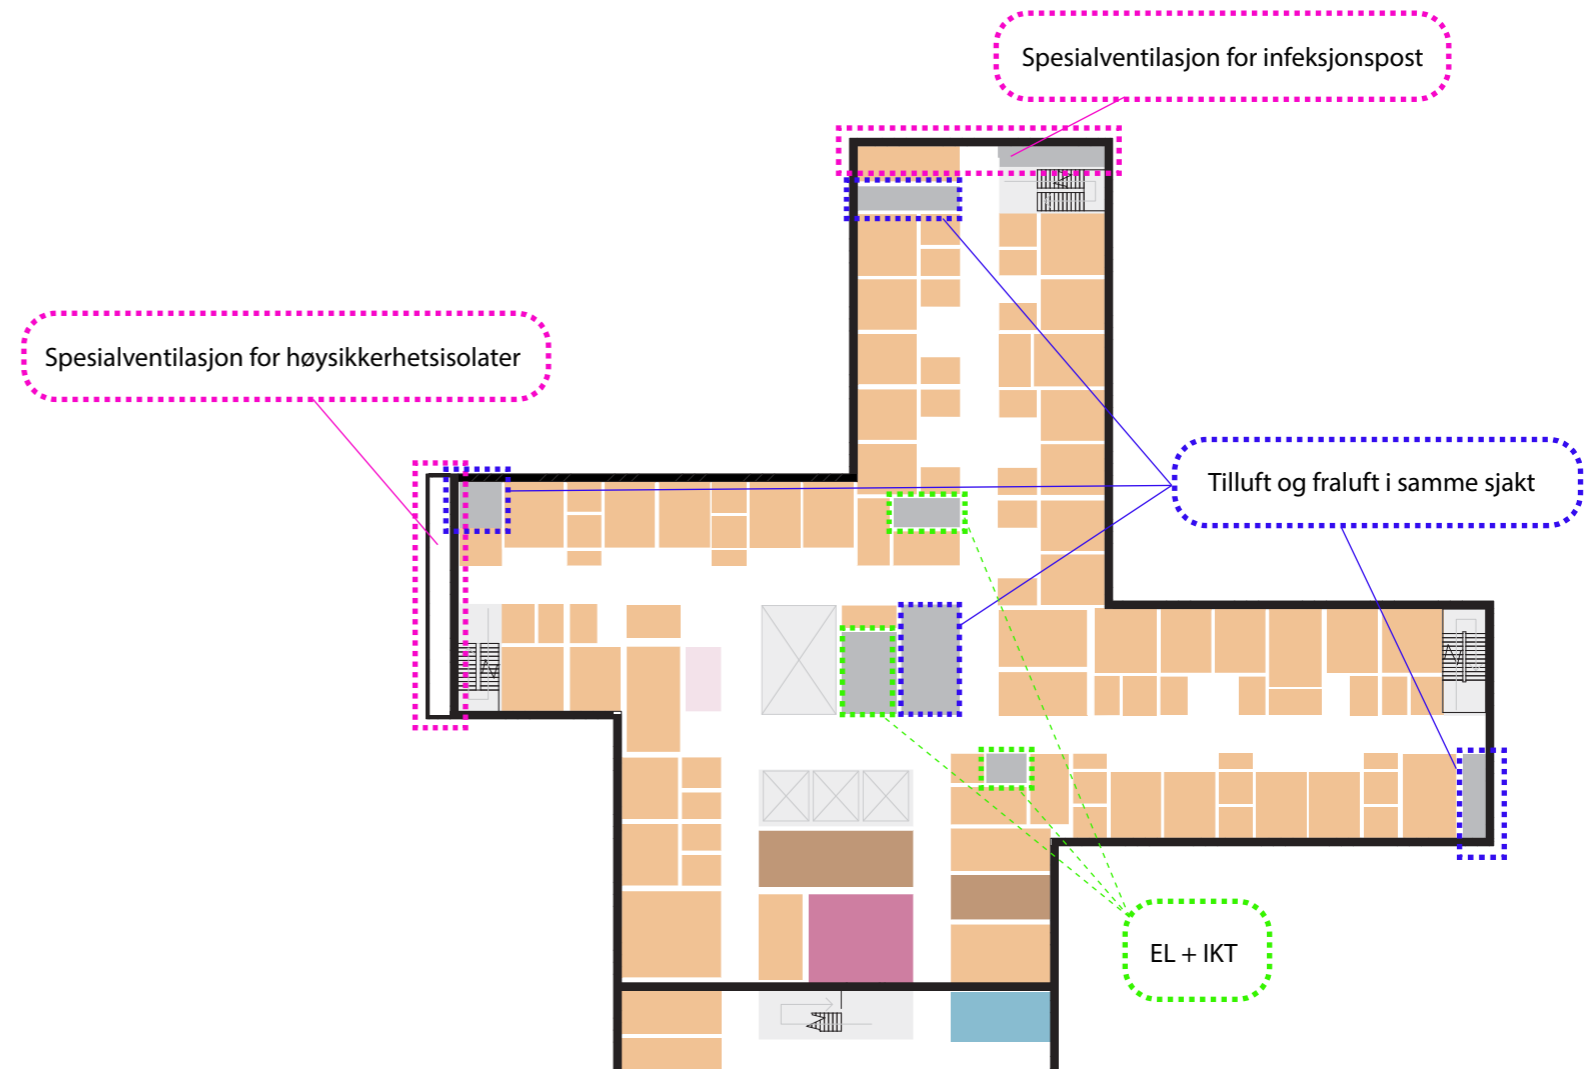 Spesialventilasjon for infeksjonspost
Spesialventilasjon for høysikkerhetsisolater
Tilluft og fraluft i samme sjakt
EL + IKT